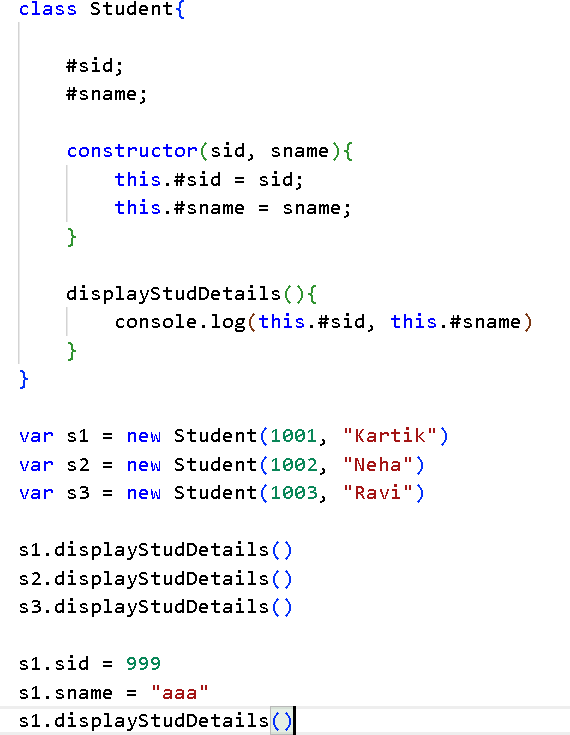 class Student{
#sid;
#sname;
constructor(sid, sname){
this.#sid = sid;
this.#sname = sname;
}
displayStudDetails(){
console.log(this.#sid, this.#sname)
}
}
var s1 = new Student(1001, "Kartik")
var s2 = new Student(1002, "Neha")
var s3 = new Student(1003, "Ravi")
s1.displayStudDetails()
s2.displayStudDetails()
s3.displayStudDetails()
s1.sid = 999
s1.sname = "aaa"
s1.displayStudDetails()